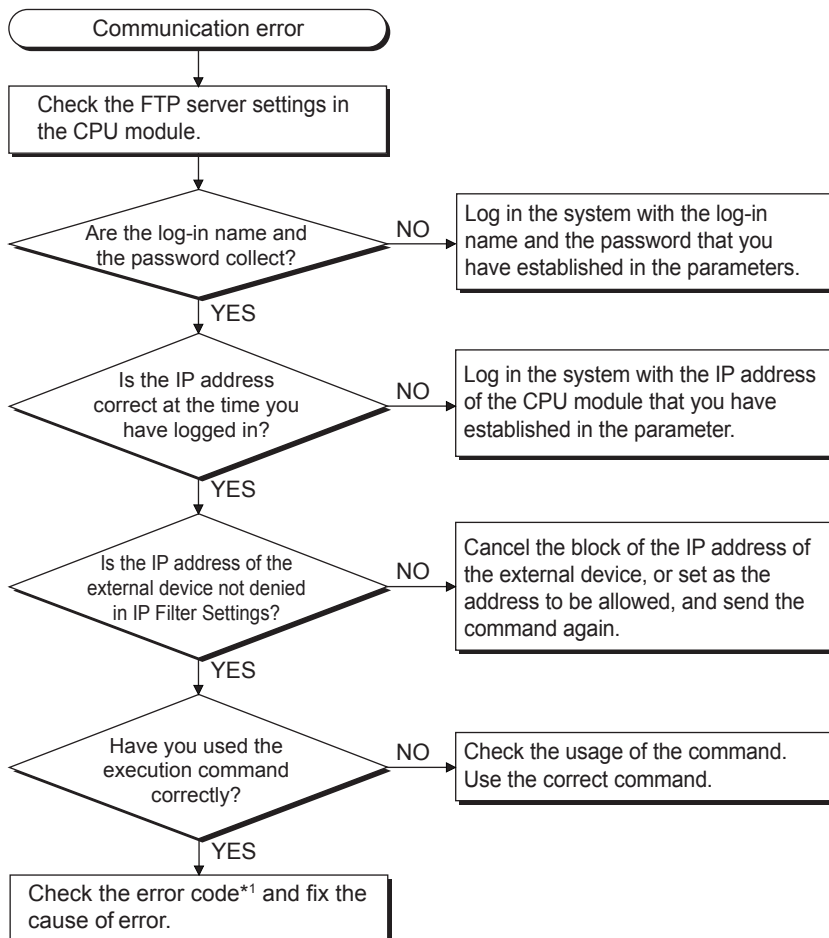 Communication error
Check the FTP server settings in
the CPU module.
Are the log-in name and
the password collect?
NO
Log in the system with the log-in
name and the password that you
have established in the parameters.
YES
Is the IP address
correct at the time you
have logged in?
NO
Log in the system with the IP address
of the CPU module that you have
established in the parameter.
YES
Is the IP address of the
external device not denied
in IP Filter Settings?
NO
Cancel the block of the IP address of
the external device, or set as the
address to be allowed, and send the
command again.
YES
Have you used the
execution command
correctly?
NO
Check the usage of the command.
Use the correct command.
YES
Check the error code*1 and fix the
cause of error.